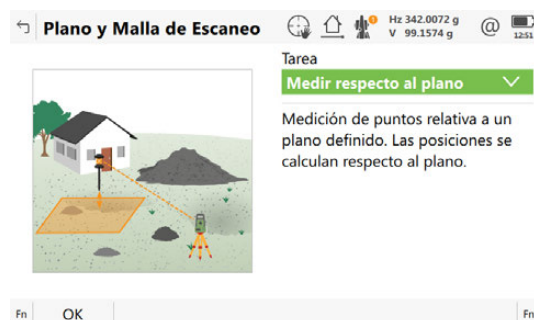 Plano y Malla de Escaneo
Hz 342.0072 g
V 99.1574 g
@
12:51
Tarea
Medir respecto al plano
Medición de puntos relativa a un
plano definido. Las posiciones se
calculan respecto al plano.
Fn OK Fn